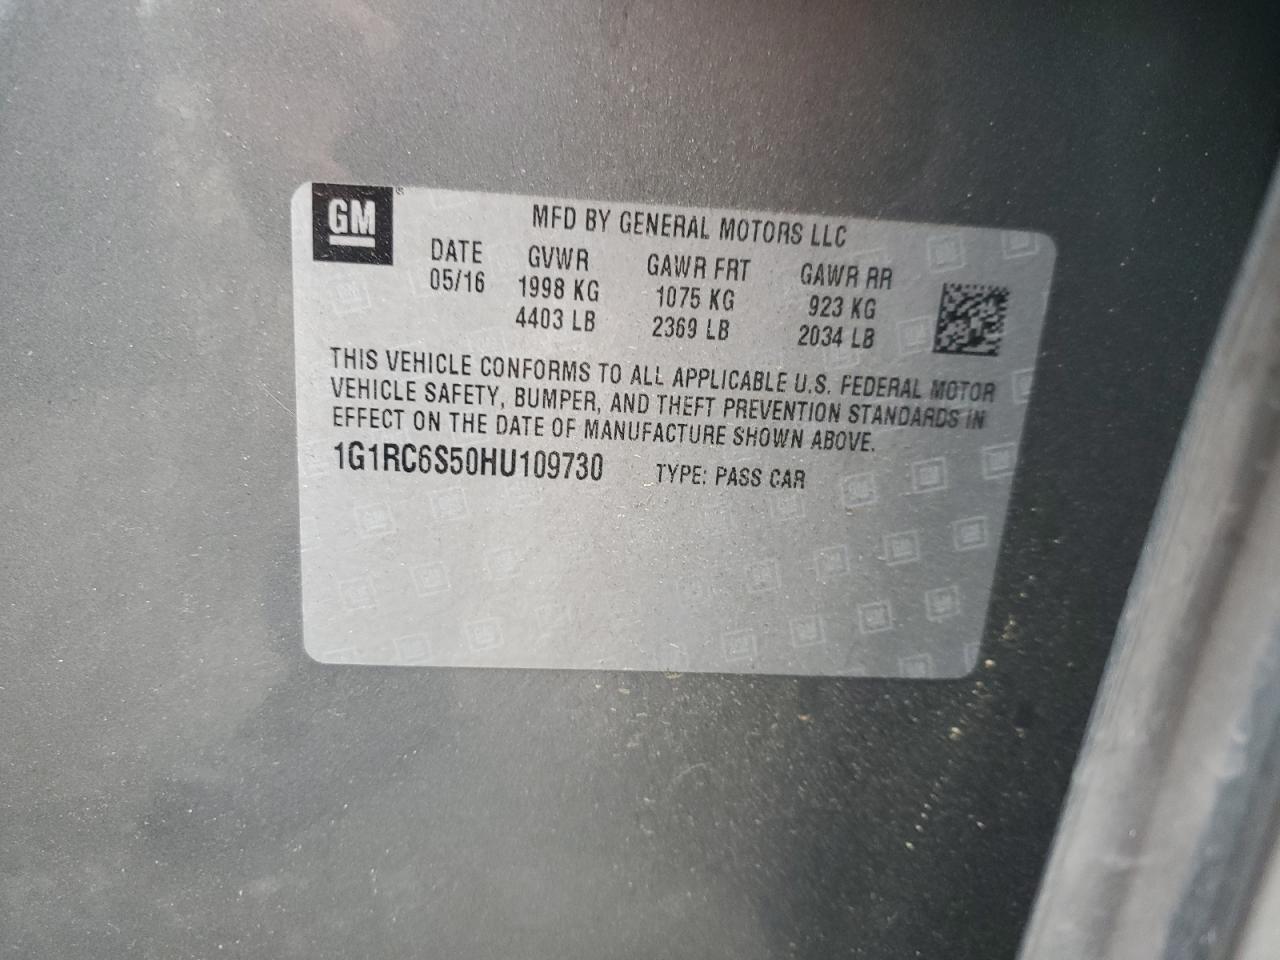 GM
MFD BY GENERAL MOTORS LLC
DATE GVWR GAWR FRT GAWR RR
05/16 1998 KG 1075 KG 923 KG
4403 LB 2369 LB 2034 LB
THIS VEHICLE CONFORMS TO ALL APPLICABLE U.S. FEDERAL MOTOR
VEHICLE SAFETY, BUMPER, AND THEFT PREVENTION STANDARDS IN
EFFECT ON THE DATE OF MANUFACTURE SHOWN ABOVE.
1G1RC6S50HU109730 TYPE: PASS CAR